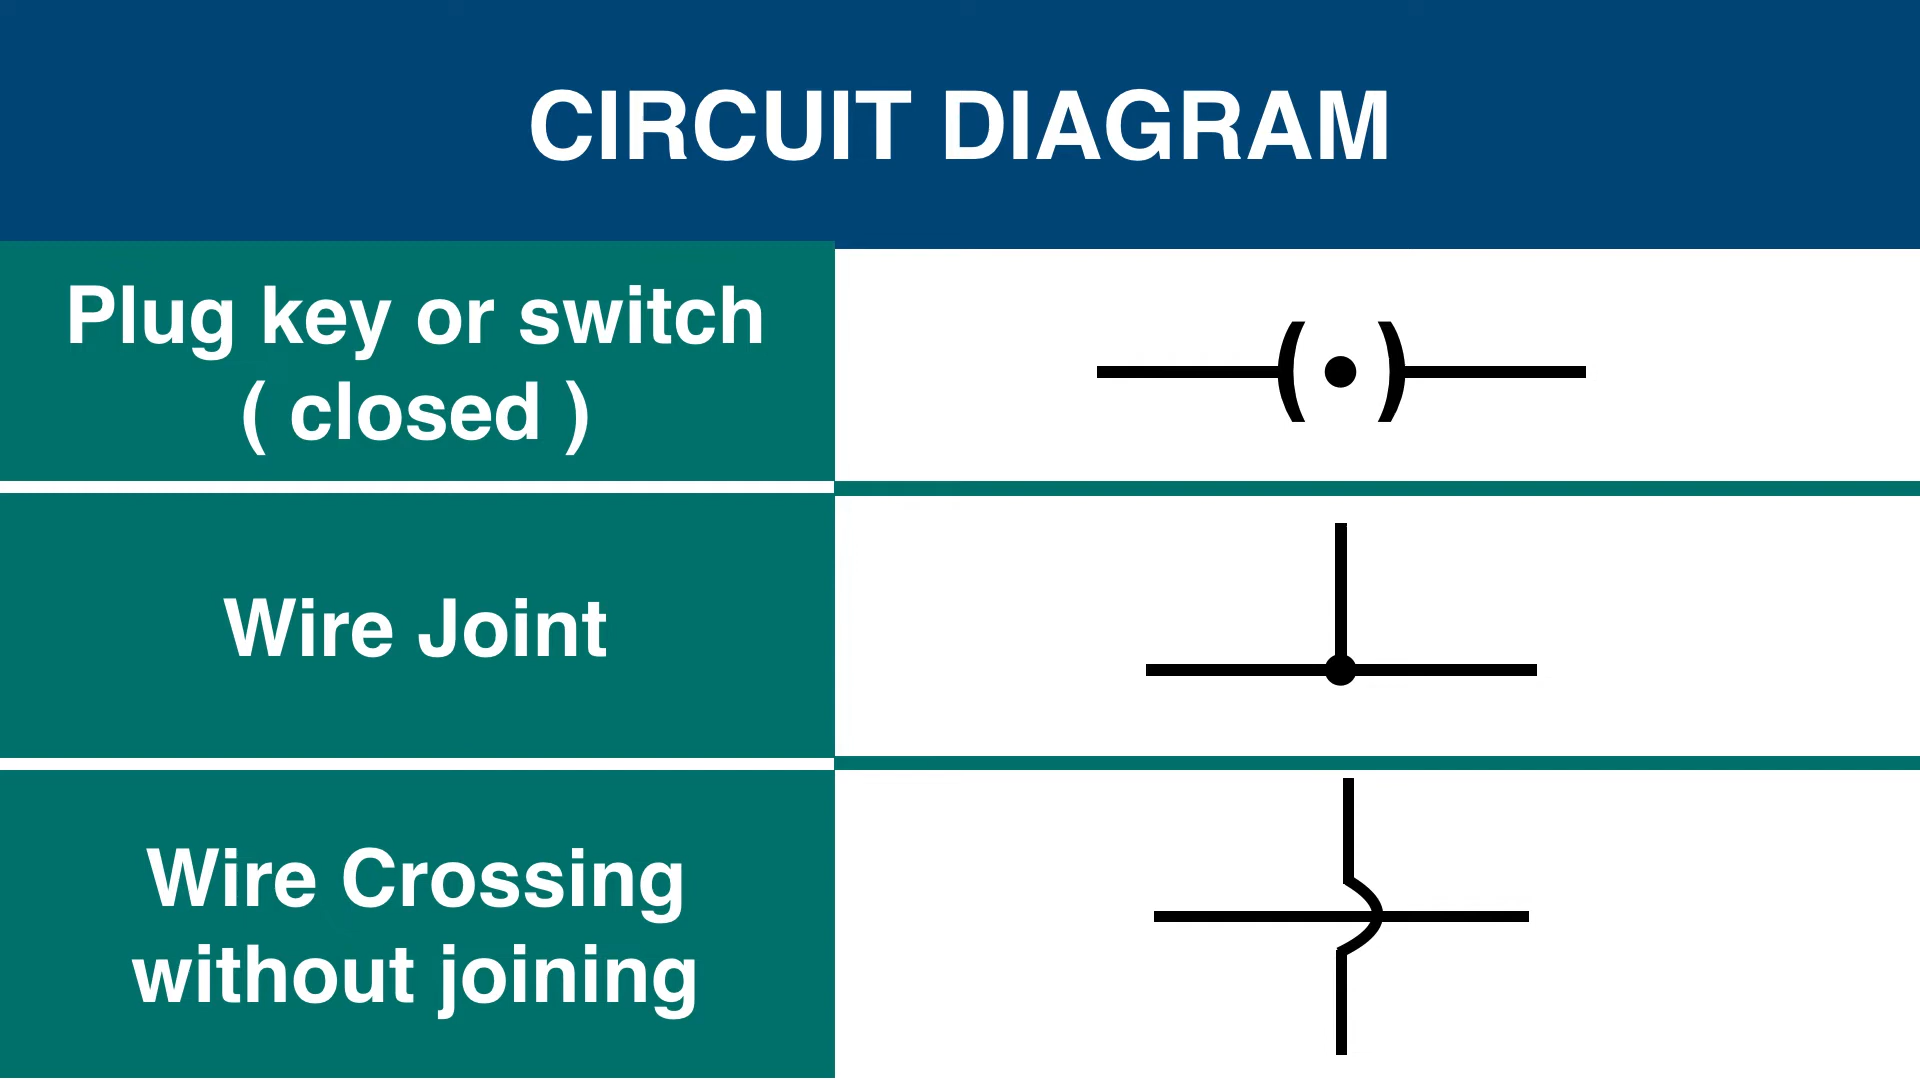 CIRCUIT DIAGRAM
Plug key or switch
( closed )
Wire Joint
Wire Crossing
without joining